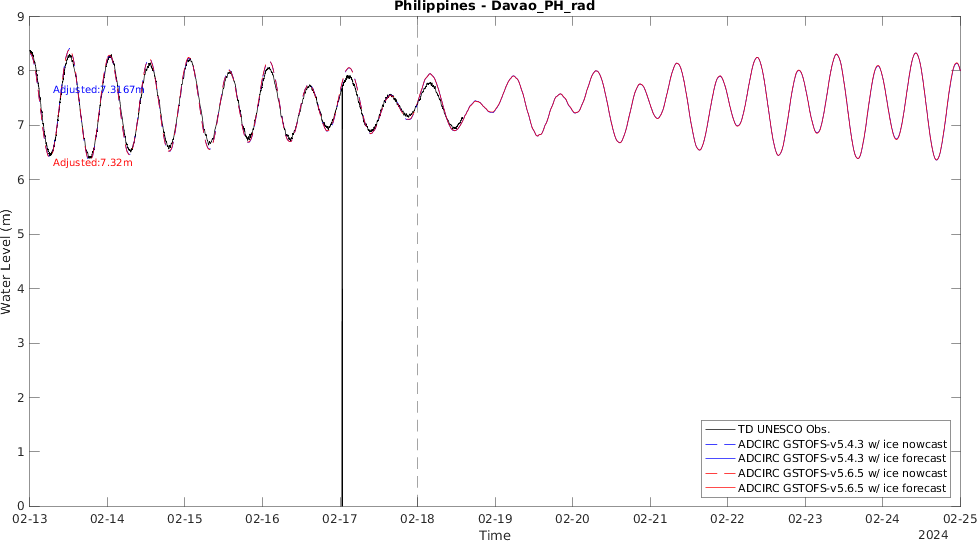 Philippines - Davao_PH_rad
9
8
7
6
5
4
3
2
1
0
Water Level (m)
Adjusted:7.3167m
Adjusted:7.32m
TD UNESCO Obs.
ADCIRC GSTOFS-v5.4.3 w/ ice nowcast
ADCIRC GSTOFS-v5.4.3 w/ ice forecast
ADCIRC GSTOFS-v5.6.5 w/ ice nowcast
ADCIRC GSTOFS-v5.6.5 w/ ice forecast
02-13 02-14 02-15 02-16 02-17 02-18 02-19 02-20 02-21 02-22 02-23 02-24 02-25
Time
2024